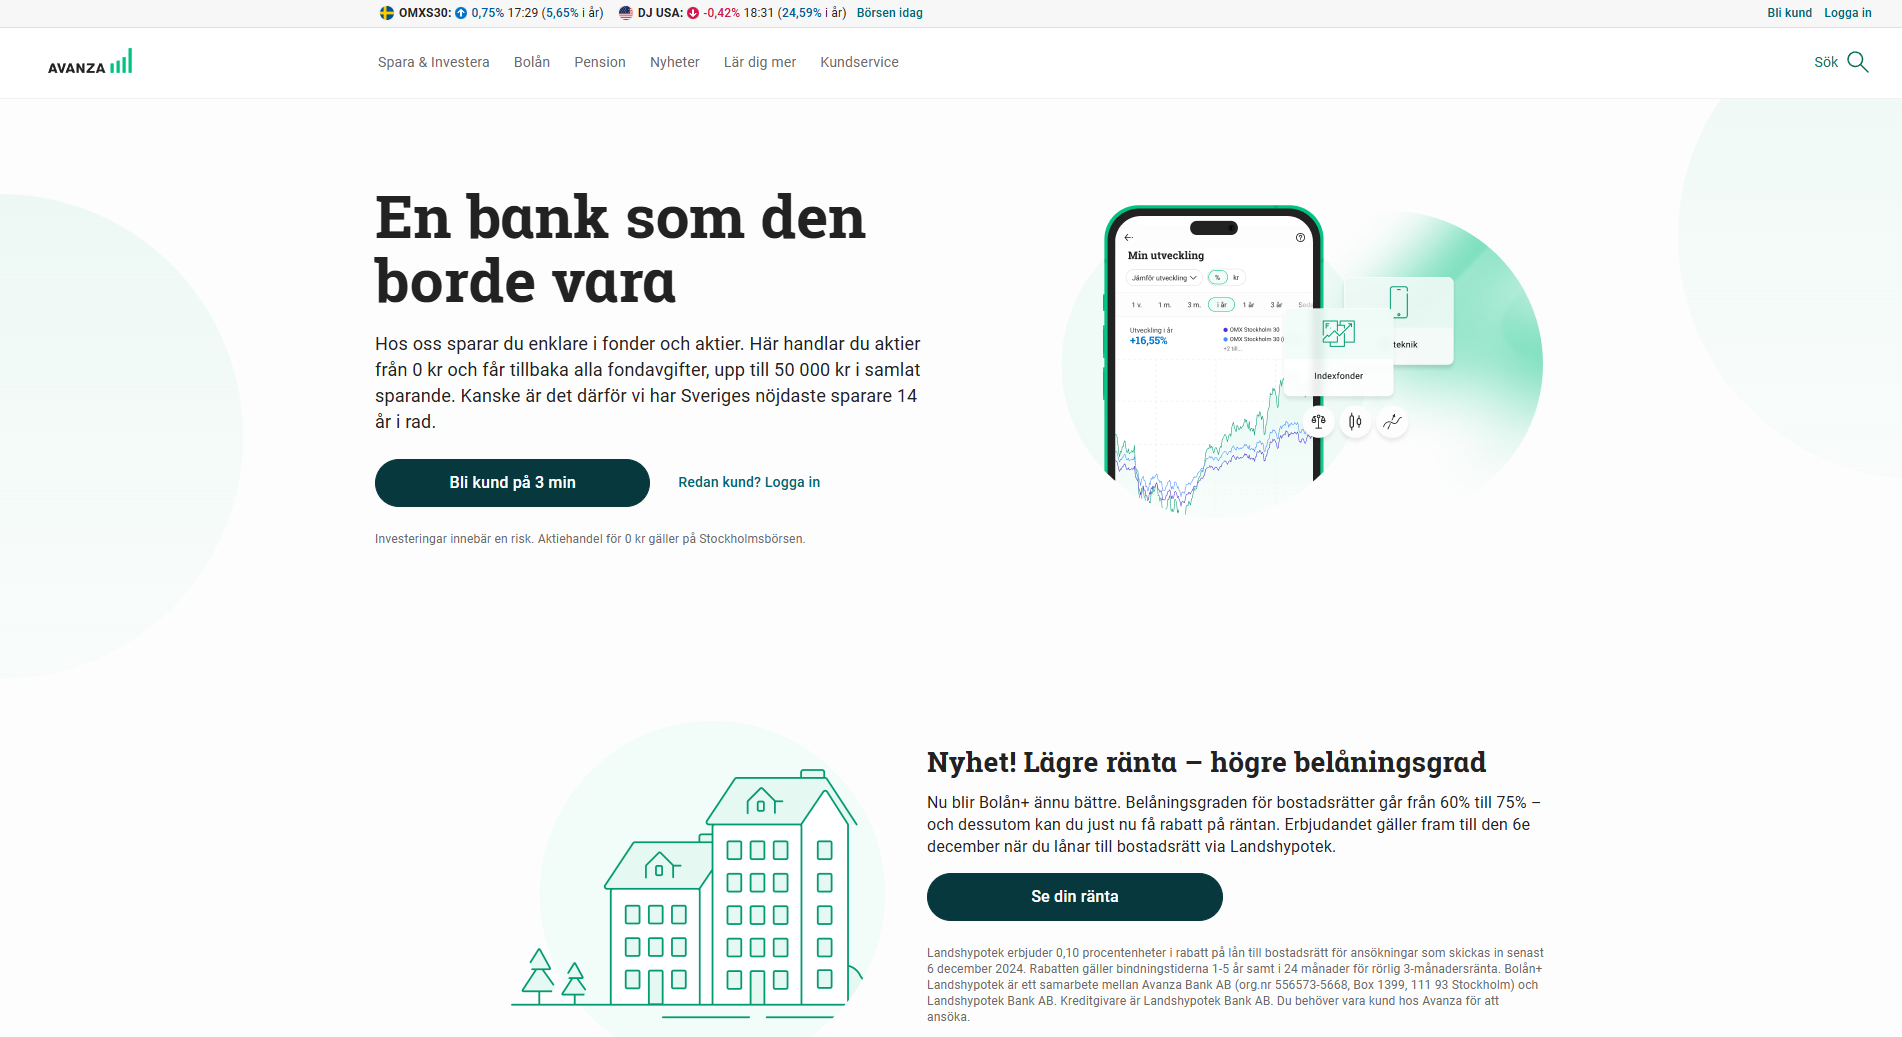 OMXS30: 0,75% 17:29 (5,65% i år) DJ USA: -0,42% 18:31 (24,59% i år) Börsen idag
Bli kund Logga in
AVANZA
Spara & Investera Bolån Pension Nyheter Lär dig mer Kundservice
Sök
En bank som den
borde vara
Hos oss sparar du enklare i fonder och aktier. Här handlar du aktier
från 0 kr och får tillbaka alla fondavgifter, upp till 50 000 kr i samlat
sparande. Kanske är det därför vi har Sveriges nöjdaste sparare 14
år i rad.
Bli kund på 3 min
Redan kund? Logga in
Investeringar innebär en risk. Aktiehandel för 0 kr gäller på Stockholmsbörsen.
Min utveckling
Jämför utveckling % kr
1 v. 1 m. 3 m. i år 1 år 3 år
Utveckling i år
+16,55%
OMX Stockholm 30
OMX Stockholm 30 (
+2 till...
teknik
F.
Indexfonder
Nyhet! Lägre ränta – högre belåningsgrad
Nu blir Bolån+ ännu bättre. Belåningsgraden för bostadsrätter går från 60% till 75% –
och dessutom kan du just nu få rabatt på räntan. Erbjudandet gäller fram till den 6e
december när du lånar till bostadsrätt via Landshypotek.
Se din ränta
Landshypotek erbjuder 0,10 procentenheter i rabatt på lån till bostadsrätt för ansökningar som skickas in senast
6 december 2024. Rabatten gäller bindningstiderna 1-5 år samt i 24 månader för rörlig 3-månadersränta. Bolån+
Landshypotek är ett samarbete mellan Avanza Bank AB (org.nr 556573-5668, Box 1399, 111 93 Stockholm) och
Landshypotek Bank AB. Kreditgivare är Landshypotek Bank AB. Du behöver vara kund hos Avanza för att
ansöka.